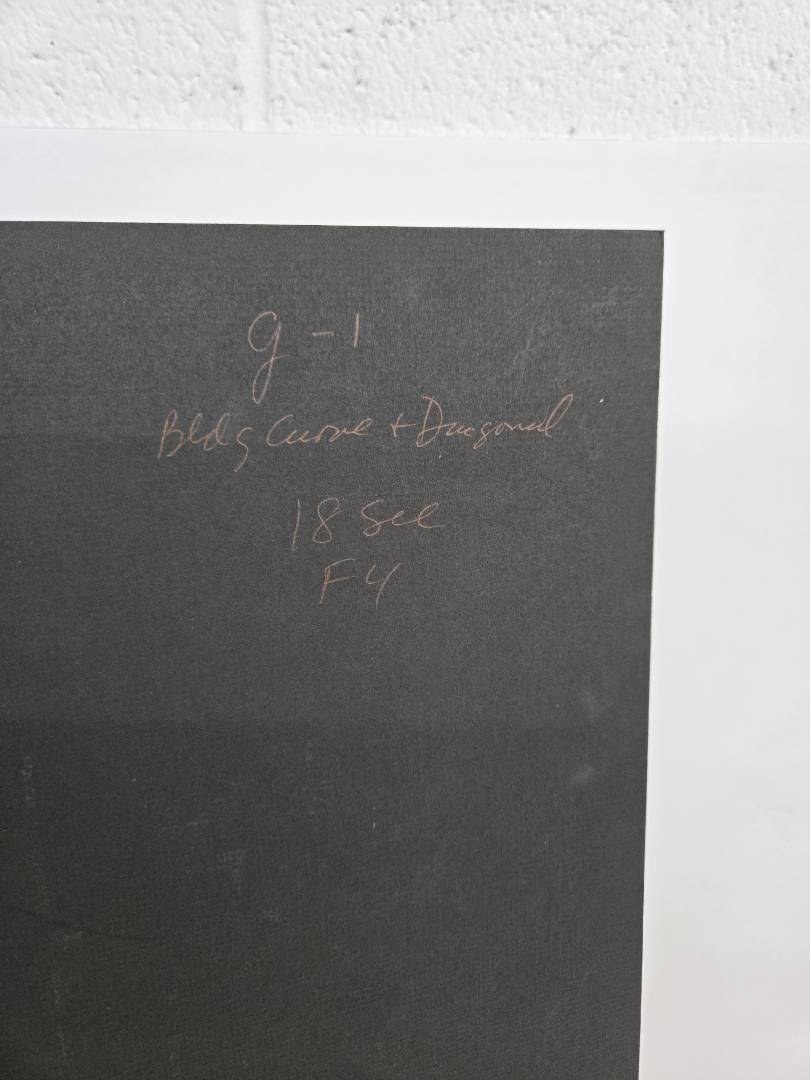 g - 1
Bldg Curve + Diagonal
18 Sec
F4